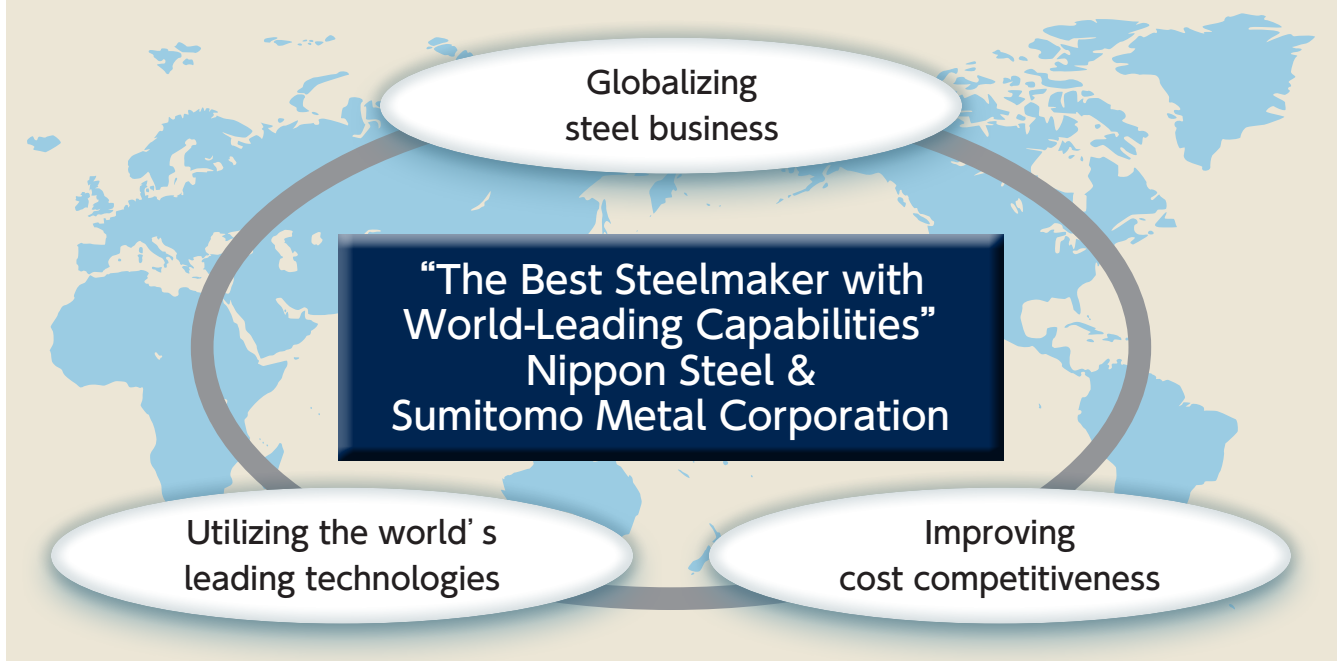 Globalizing
steel business
“The Best Steelmaker with
World-Leading Capabilities”
Nippon Steel &
Sumitomo Metal Corporation
Utilizing the world’s
leading technologies
Improving
cost competitiveness